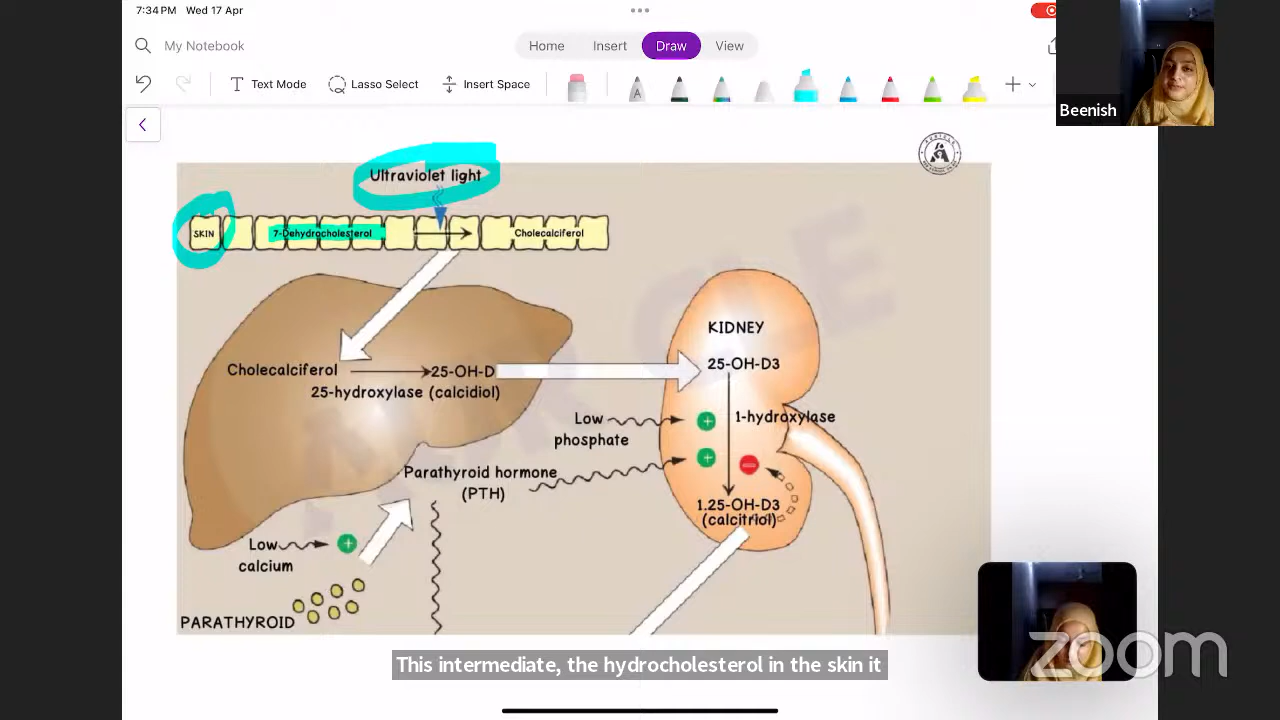 7:34 PM Wed 17 Apr
My Notebook
Home Insert Draw View
Text Mode Lasso Select Insert Space
Beenish
Ultraviolet light
SKIN 7-Dehydrocholesterol Cholecalciferol
KIDNEY
Cholecalciferol 25-OH-D 25-OH-D3
25-hydroxylase (calcidiol)
Low
phosphate
1-hydroxylase
Parathyroid hormone
(PTH)
1.25-OH-D3
(calcitriol)
Low
calcium
PARATHYROID
This intermediate, the hydrocholesterol in the skin it
zoom